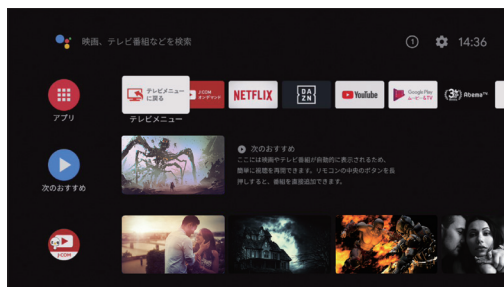 映画、テレビ番組などを検索
1
14:36
テレビメニュー
に戻る
J:COM
オンデマンド
NETFLIX
DAZN
YouTube
Google Play
ムービー&TV
Abema TV
アプリ
テレビメニュー
次のおすすめ
ここには映画やテレビ番組が自動的に表示されるため、
簡単に視聴を再開できます。リモコンの中央のボタンを長
押しすると、番組を直接追加できます。
次のおすすめ
J:COM